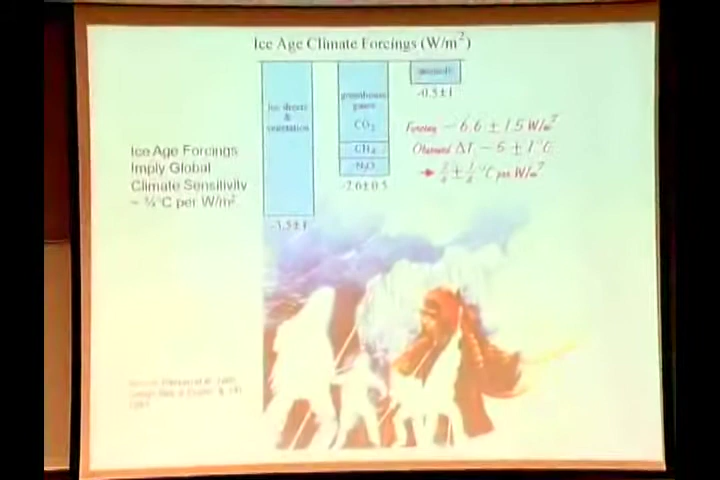 Ice Age Climate Forcings (W/m²)
ice sheets
&
vegetation
-3.5±1
greenhouse
gases
CO₂
CH₄
N₂O
-2.6±0.5
aerosols
-0.5±1
Forcing ~ 6.6 ± 1.5 W/m²
Observed ΔT ~ 5 ± 1°C
→ 3/4 ± 1/4 °C per W/m²
Ice Age Forcings
Imply Global
Climate Sensitivity
~ ¾°C per W/m²